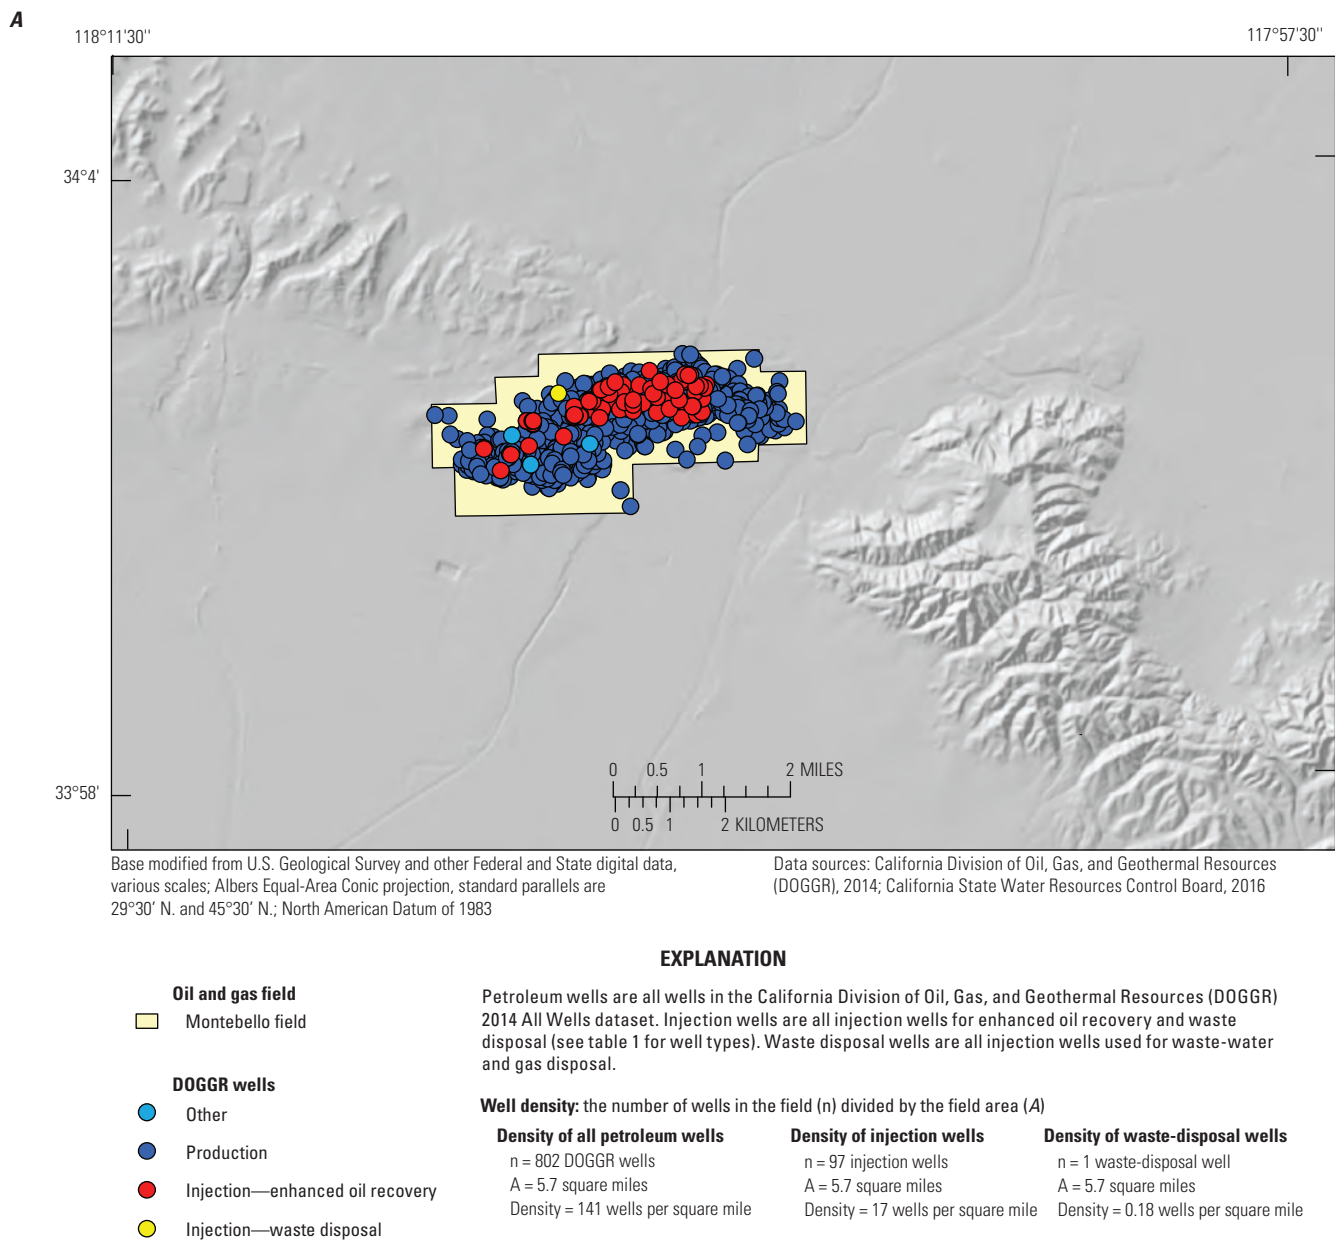 A
118°11'30"
117°57'30"
34°4'
33°58'
0 0.5 1 2 MILES
0 0.5 1 2 KILOMETERS
Base modified from U.S. Geological Survey and other Federal and State digital data,
various scales; Albers Equal-Area Conic projection, standard parallels are
29°30′ N. and 45°30′ N.; North American Datum of 1983
Data sources: California Division of Oil, Gas, and Geothermal Resources
(DOGGR), 2014; California State Water Resources Control Board, 2016
EXPLANATION
Oil and gas field
Montebello field
DOGGR wells
Other
Production
Injection—enhanced oil recovery
Injection—waste disposal
Petroleum wells are all wells in the California Division of Oil, Gas, and Geothermal Resources (DOGGR)
2014 All Wells dataset. Injection wells are all injection wells for enhanced oil recovery and waste
disposal (see table 1 for well types). Waste disposal wells are all injection wells used for waste-water
and gas disposal.
Well density: the number of wells in the field (n) divided by the field area (A)
Density of all petroleum wells
n = 802 DOGGR wells
A = 5.7 square miles
Density = 141 wells per square mile
Density of injection wells
n = 97 injection wells
A = 5.7 square miles
Density = 17 wells per square mile
Density of waste-disposal wells
n = 1 waste-disposal well
A = 5.7 square miles
Density = 0.18 wells per square mile